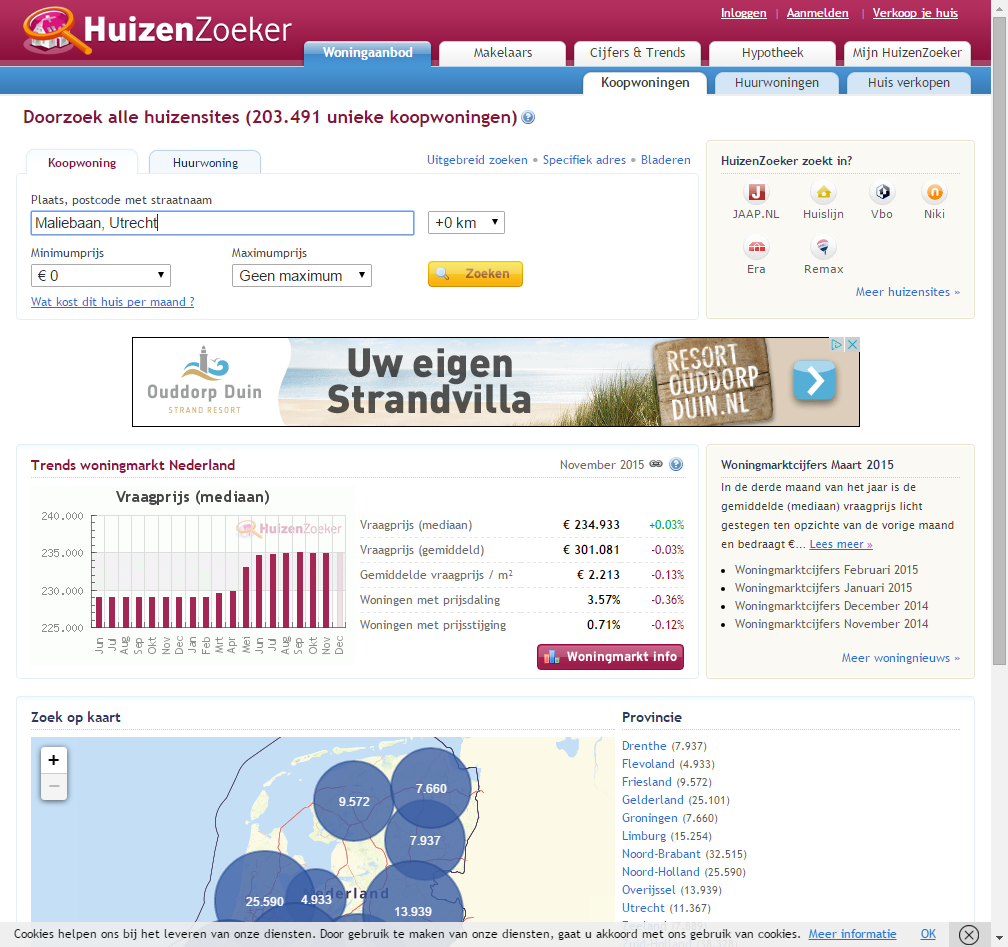 HuizenZoeker
Inloggen | Aanmelden | Verkoop je huis
Woningaanbod Makelaars Cijfers & Trends Hypotheek Mijn HuizenZoeker
Koopwoningen Huurwoningen Huis verkopen
Doorzoek alle huizensites (203.491 unieke koopwoningen) ?
Koopwoning Huurwoning
Uitgebreid zoeken • Specifiek adres • Bladeren
Plaats, postcode met straatnaam
Maliebaan, Utrecht +0 km
Minimumprijs Maximumprijs
€ 0 Geen maximum Zoeken
Wat kost dit huis per maand ?
HuizenZoeker zoekt in?
JAAP.NL Huislijn Vbo Niki
Era Remax
Meer huizensites »
Ouddorp Duin
STRAND RESORT
Uw eigen
Strandvilla
RESORT
OUDDORP
DUIN.NL
Trends woningmarkt Nederland
November 2015 ?
Vraagprijs (mediaan)
HuizenZoeker
240.000
235.000
230.000
225.000
Jun Jul Aug Sep Okt Nov Dec Jan Feb Mrt Apr Mei Jun Jul Aug Sep Okt Nov Dec
Vraagprijs (mediaan) € 234.933 +0.03%
Vraagprijs (gemiddeld) € 301.081 -0.03%
Gemiddelde vraagprijs / m² € 2.213 -0.13%
Woningen met prijsdaling 3.57% -0.36%
Woningen met prijsstijging 0.71% -0.12%
Woningmarkt info
Woningmarktcijfers Maart 2015
In de derde maand van het jaar is de
gemiddelde (mediaan) vraagprijs licht
gestegen ten opzichte van de vorige maand
en bedraagt €... Lees meer »
Woningmarktcijfers Februari 2015
Woningmarktcijfers Januari 2015
Woningmarktcijfers December 2014
Woningmarktcijfers November 2014
Meer woningnieuws »
Zoek op kaart
+
−
9.572
7.660
7.937
25.590
4.933
13.939
Provincie
Drenthe (7.937)
Flevoland (4.933)
Friesland (9.572)
Gelderland (25.101)
Groningen (7.660)
Limburg (15.254)
Noord-Brabant (32.515)
Noord-Holland (25.590)
Overijssel (13.939)
Utrecht (11.367)
Cookies helpen ons bij het leveren van onze diensten. Door gebruik te maken van onze diensten, gaat u akkoord met ons gebruik van cookies. Meer informatie OK